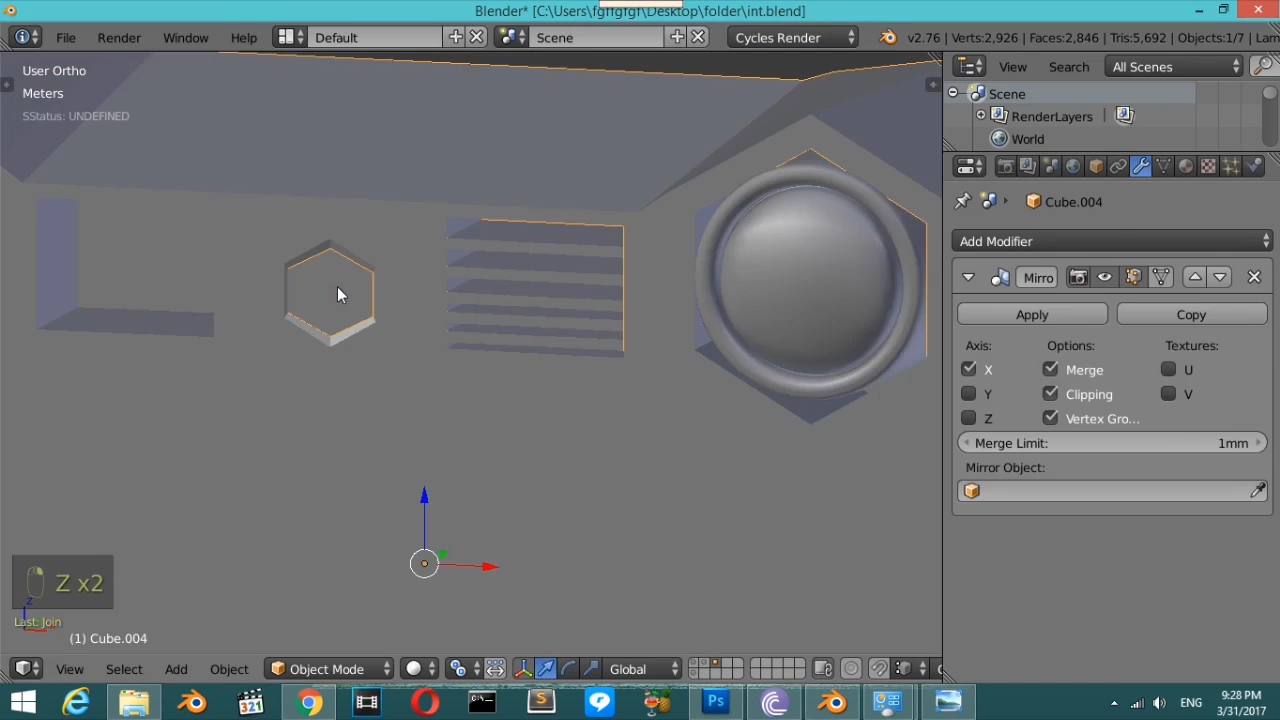 Blender* [C:\Users\fgffgfgf\Desktop\folder\int.blend]
File Render Window Help Default Scene Cycles Render v2.76 | Verts:2,926 | Faces:2,846 | Tris:5,692 | Objects:1/7 | Lam
User Ortho
Meters
SStatus: UNDEFINED
View Search All Scenes
Scene
RenderLayers
World
Cube.004
Add Modifier
Mirro
Apply Copy
Axis: Options: Textures:
X Merge U
Y Clipping V
Z Vertex Gro...
Merge Limit: 1mm
Mirror Object:
Z x2
Z
Last: Join
(1) Cube.004
View Select Add Object Object Mode Global
321
Ps
9:28 PM
ENG
3/31/2017